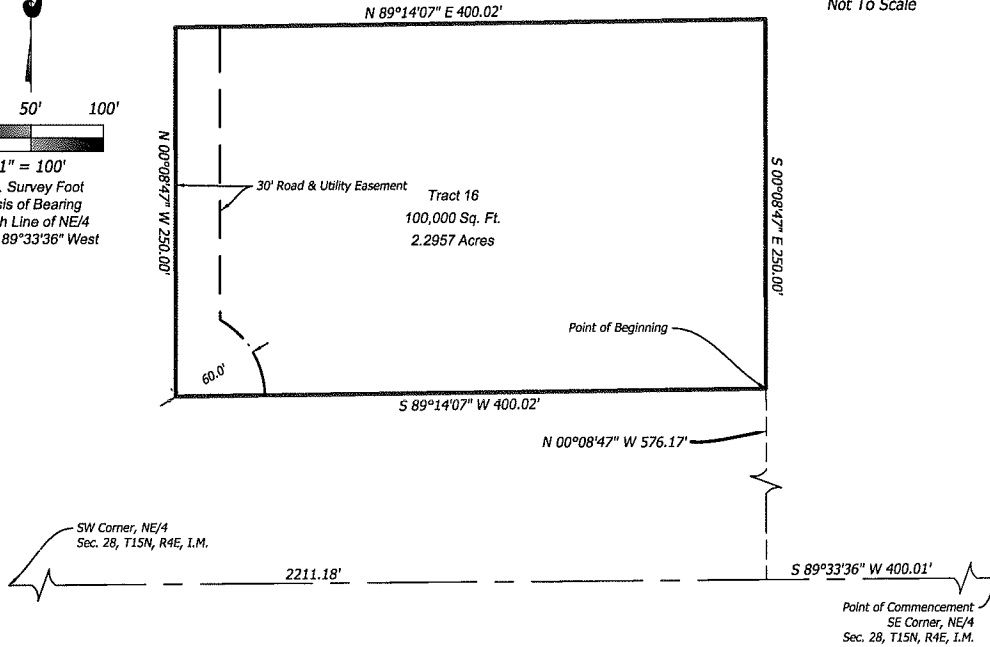 N 89°14'07" E 400.02'
Not To Scale
50' 100'
1" = 100'
. Survey Foot
sis of Bearing
h Line of NE/4
89°33'36" West
N 00°08'47" W 250.00'
30' Road & Utility Easement
Tract 16
100,000 Sq. Ft.
2.2957 Acres
S 00°08'47" E 250.00'
Point of Beginning
60.0'
S 89°14'07" W 400.02'
N 00°08'47" W 576.17'
SW Corner, NE/4
Sec. 28, T15N, R4E, I.M.
2211.18'
S 89°33'36" W 400.01'
Point of Commencement
SE Corner, NE/4
Sec. 28, T15N, R4E, I.M.